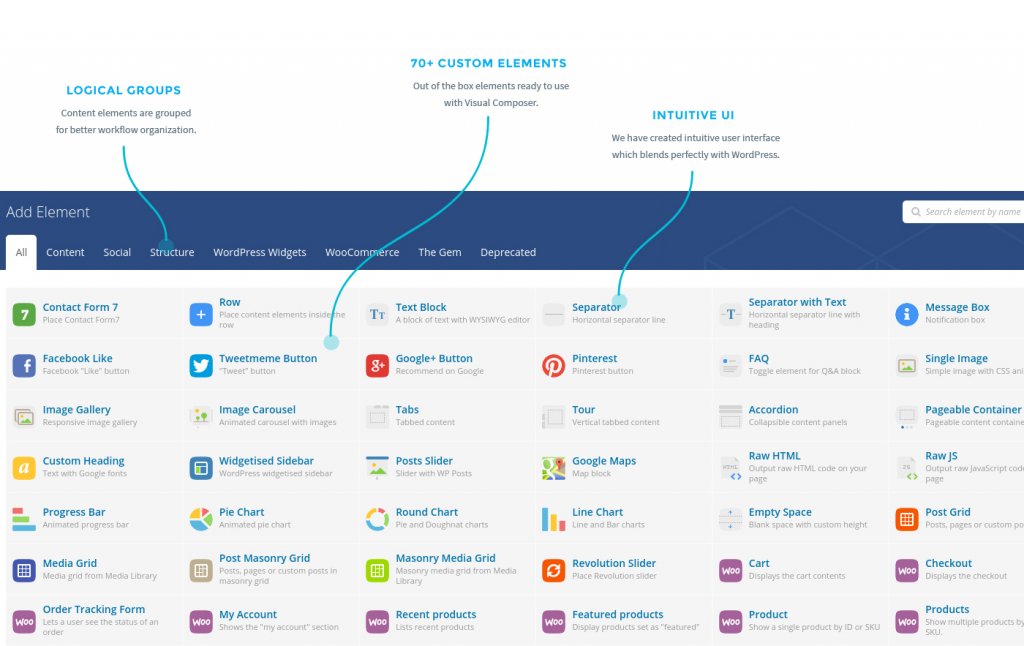 70+ CUSTOM ELEMENTS
Out of the box elements ready to use
with Visual Composer.
LOGICAL GROUPS
Content elements are grouped
for better workflow organization.
INTUITIVE UI
We have created intuitive user interface
which blends perfectly with WordPress.
Add Element
Search element by name
All Content Social Structure WordPress Widgets WooCommerce The Gem Deprecated
7
Contact Form 7
Place Contact Form7
Row
Place content elements inside the
row
Tт
Text Block
A block of text with WYSIWYG editor
Separator
Horizontal separator line
T
Separator with Text
Horizontal separator line with
heading
i
Message Box
Notification box
f
Facebook Like
Facebook "Like" button
Tweetmeme Button
"Tweet" button
g+
Google+ Button
Recommend on Google
Pinterest
Pinterest button
FAQ
Toggle element for Q&A block
Single Image
Simple image with CSS ani
Image Gallery
Responsive image gallery
Image Carousel
Animated carousel with images
Tabs
Tabbed content
Tour
Vertical tabbed content
Accordion
Collapsible content panels
Pageable Container
Pageable content containe
a
Custom Heading
Text with Google fonts
Widgetised Sidebar
WordPress widgetised sidebar
Posts Slider
Slider with WP Posts
Google Maps
Map block
HTML
Raw HTML
Output raw HTML code on your
page
JS
Raw JS
Output raw JavaScript code
page
Progress Bar
Animated progress bar
Pie Chart
Animated pie chart
Round Chart
Pie and Doughnat charts
Line Chart
Line and Bar charts
Empty Space
Blank space with custom height
Post Grid
Posts, pages or custom po
Media Grid
Media grid from Media Library
Post Masonry Grid
Posts, pages or custom posts in
masonry grid
Masonry Media Grid
Masonry media grid from Media
Library
Revolution Slider
Place Revolution slider
WOO
Cart
Displays the cart contents
WOO
Checkout
Displays the checkout
WOO
Order Tracking Form
Lets a user see the status of an
order
WOO
My Account
Shows the "my account" section
WOO
Recent products
Lists recent products
WOO
Featured products
Display products set as "featured"
WOO
Product
Show a single product by ID or SKU
WOO
Products
Show multiple products by
SKU.